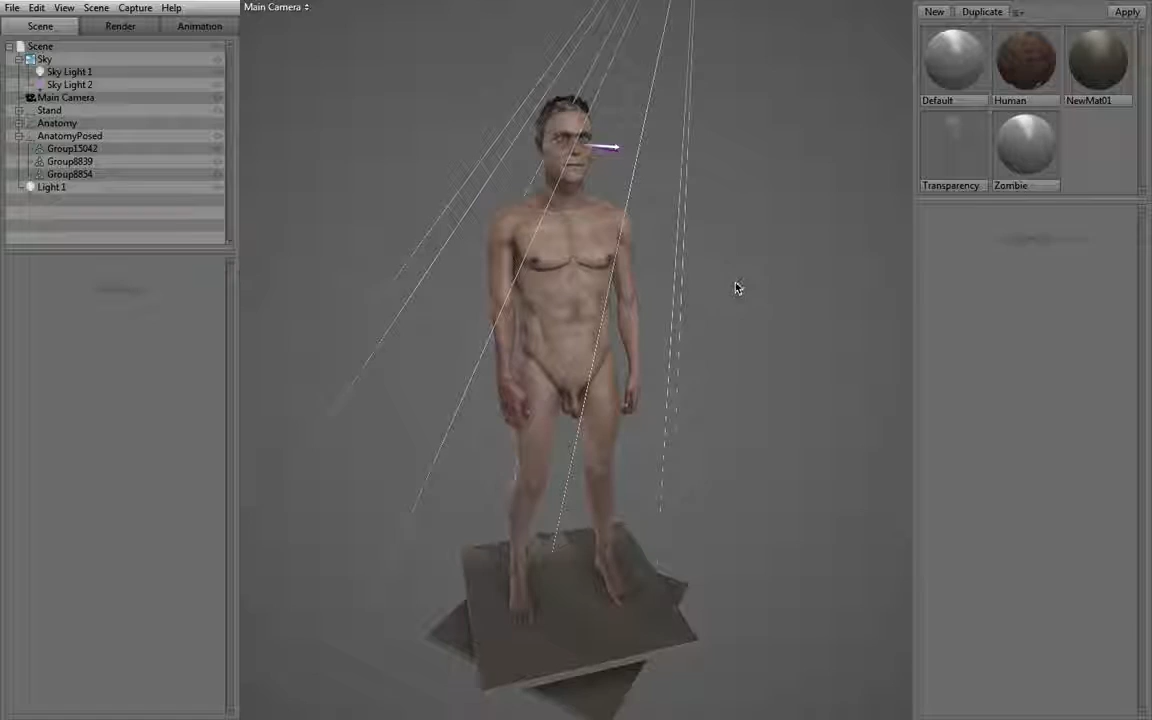 File Edit View Scene Capture Help
Main Camera
New Duplicate Apply
Scene Render Animation
Scene
Sky
Sky Light 1
Sky Light 2
Main Camera
Stand
Anatomy
AnatomyPosed
Group15042
Group8839
Group8854
Light 1
Default Human NewMat01
Transparency Zombie